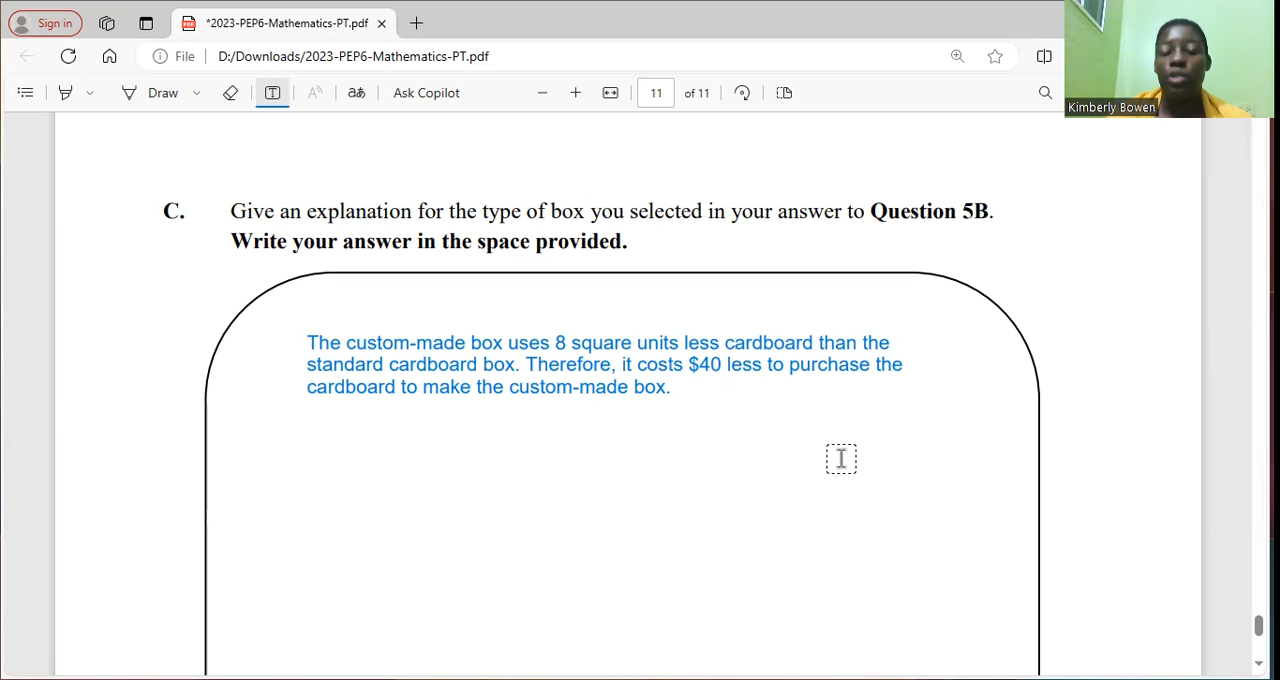 Sign in
*2023-PEP6-Mathematics-PT.pdf
File
D:/Downloads/2023-PEP6-Mathematics-PT.pdf
Draw
aあ
Ask Copilot
11 of 11
Kimberly Bowen
C. Give an explanation for the type of box you selected in your answer to Question 5B.
Write your answer in the space provided.
The custom-made box uses 8 square units less cardboard than the
standard cardboard box. Therefore, it costs $40 less to purchase the
cardboard to make the custom-made box.